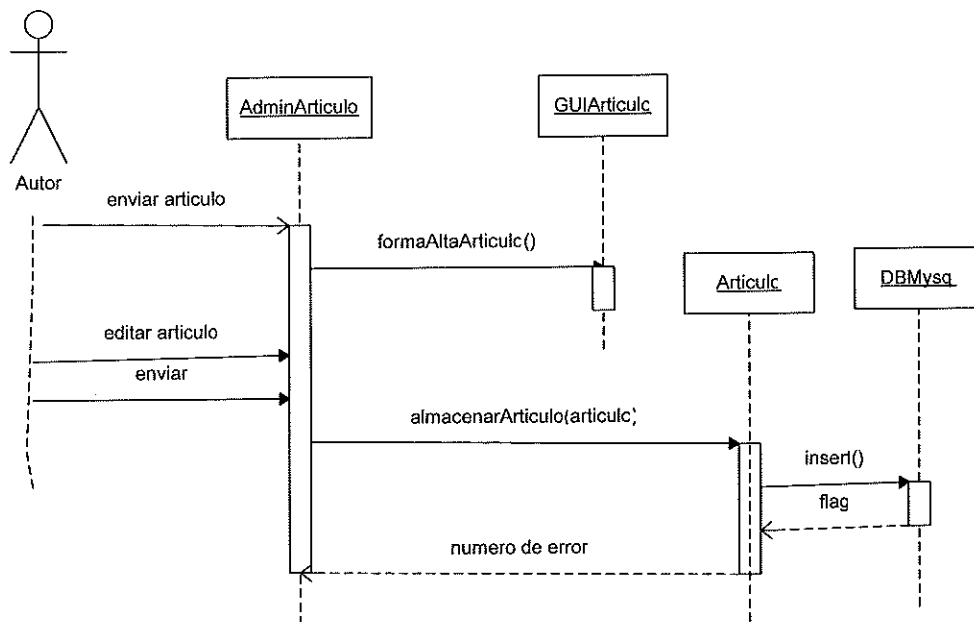 AdminArticulo
GUIArticulc
Autor
enviar articulo
formaAltaArticulc()
Articulc
DBMysq
editar articulo
enviar
almacenarArticulo(articulc)
insert()
flag
numero de error